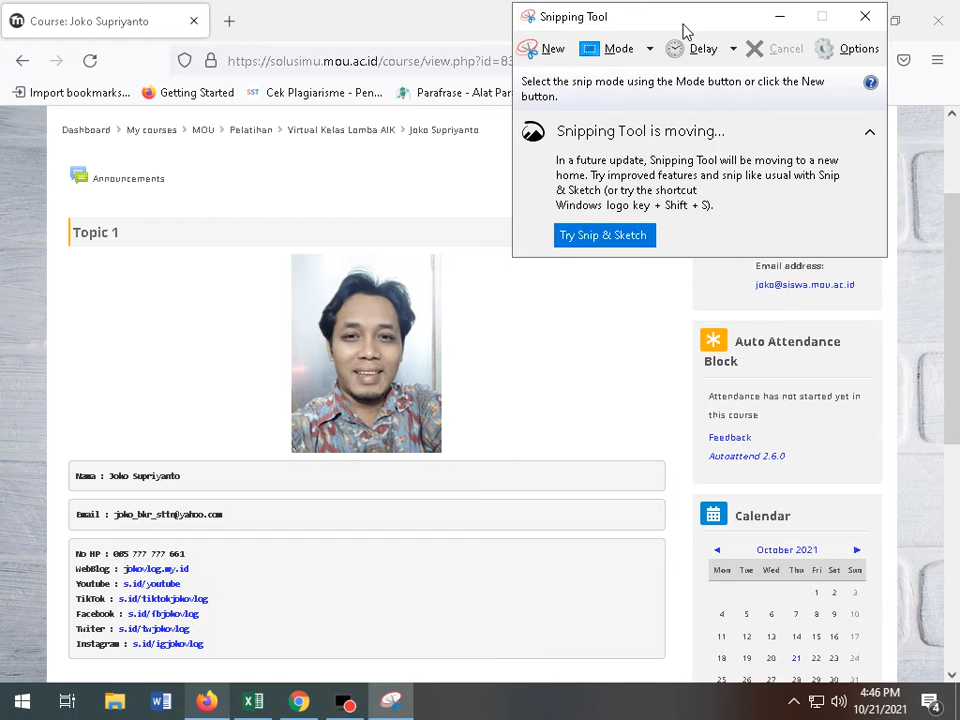 Course: Joko Supriyanto
Snipping Tool
New
Mode
Delay
Cancel
Options
Select the snip mode using the Mode button or click the New
button.
Snipping Tool is moving...
In a future update, Snipping Tool will be moving to a new
home. Try improved features and snip like usual with Snip
& Sketch (or try the shortcut
Windows logo key + Shift + S).
Try Snip & Sketch
https://solusimu.mou.ac.id/course/view.php?id=83
Import bookmarks...
Getting Started
SST Cek Plagiarisme - Pen...
Parafrase - Alat Par
Dashboard > My courses > MOU > Pelatihan > Virtual Kelas Lomba AIK > Joko Supriyanto
Announcements
Topic 1
Nama : Joko Supriyanto
Email : joko_bkr_sttn@yahoo.com
No HP : 085 777 777 661
WebBlog : jokovlog.my.id
Youtube : s.id/youtube
TikTok : s.id/tiktokjokovlog
Facebook : s.id/fbjokovlog
Twiter : s.id/twjokovlog
Instagram : s.id/igjokovlog
Email address:
joko@siswa.mou.ac.id
Auto Attendance
Block
Attendance has not started yet in
this course
Feedback
Autoattend 2.6.0
Calendar
◄ October 2021 ►
Mon Tue Wed Thu Fri Sat Sun
1 2 3
4 5 6 7 8 9 10
11 12 13 14 15 16 17
18 19 20 21 22 23 24
25 26 27 28 29 30 31
4:46 PM
10/21/2021
4